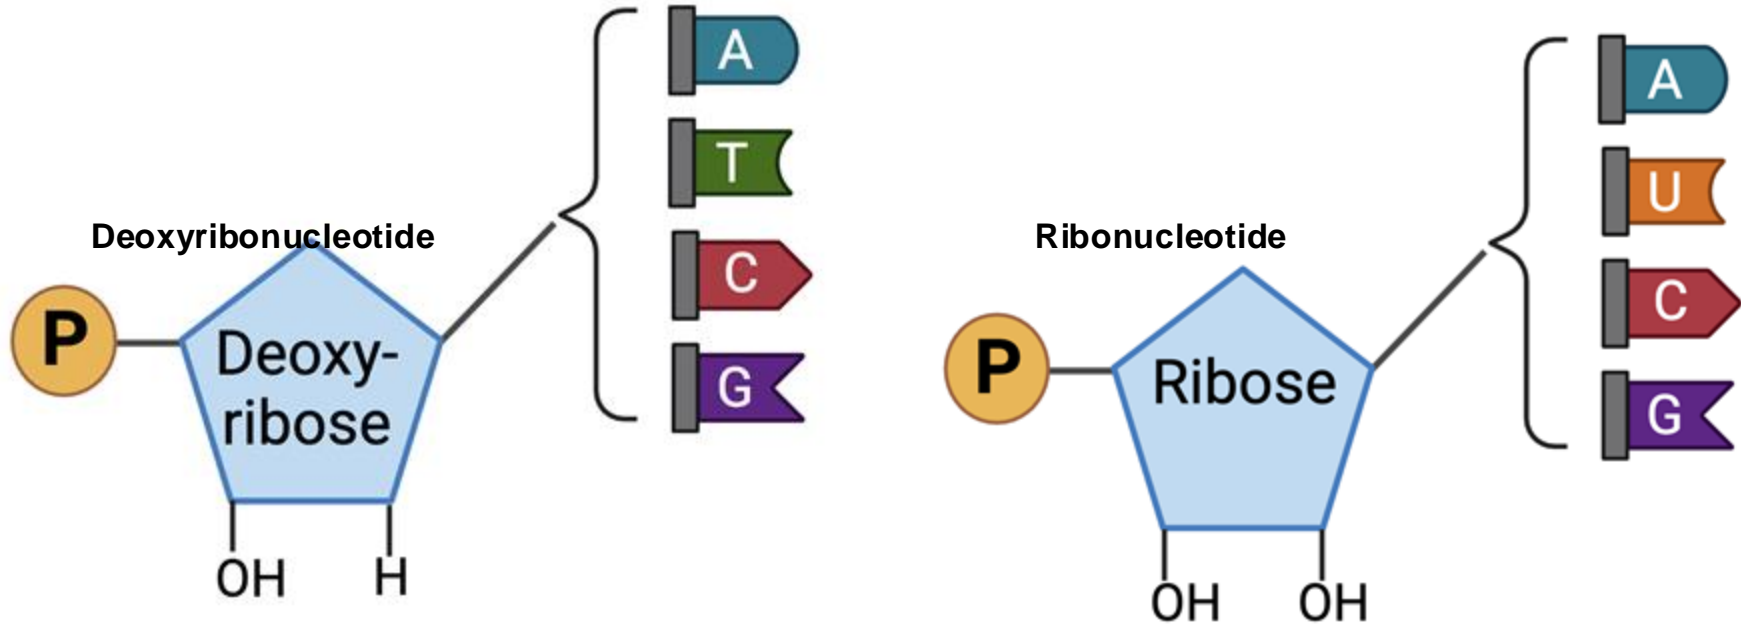 Deoxyribonucleotide
P
Deoxy-
ribose
OH H
A
T
C
G
Ribonucleotide
P
Ribose
OH OH
A
U
C
G